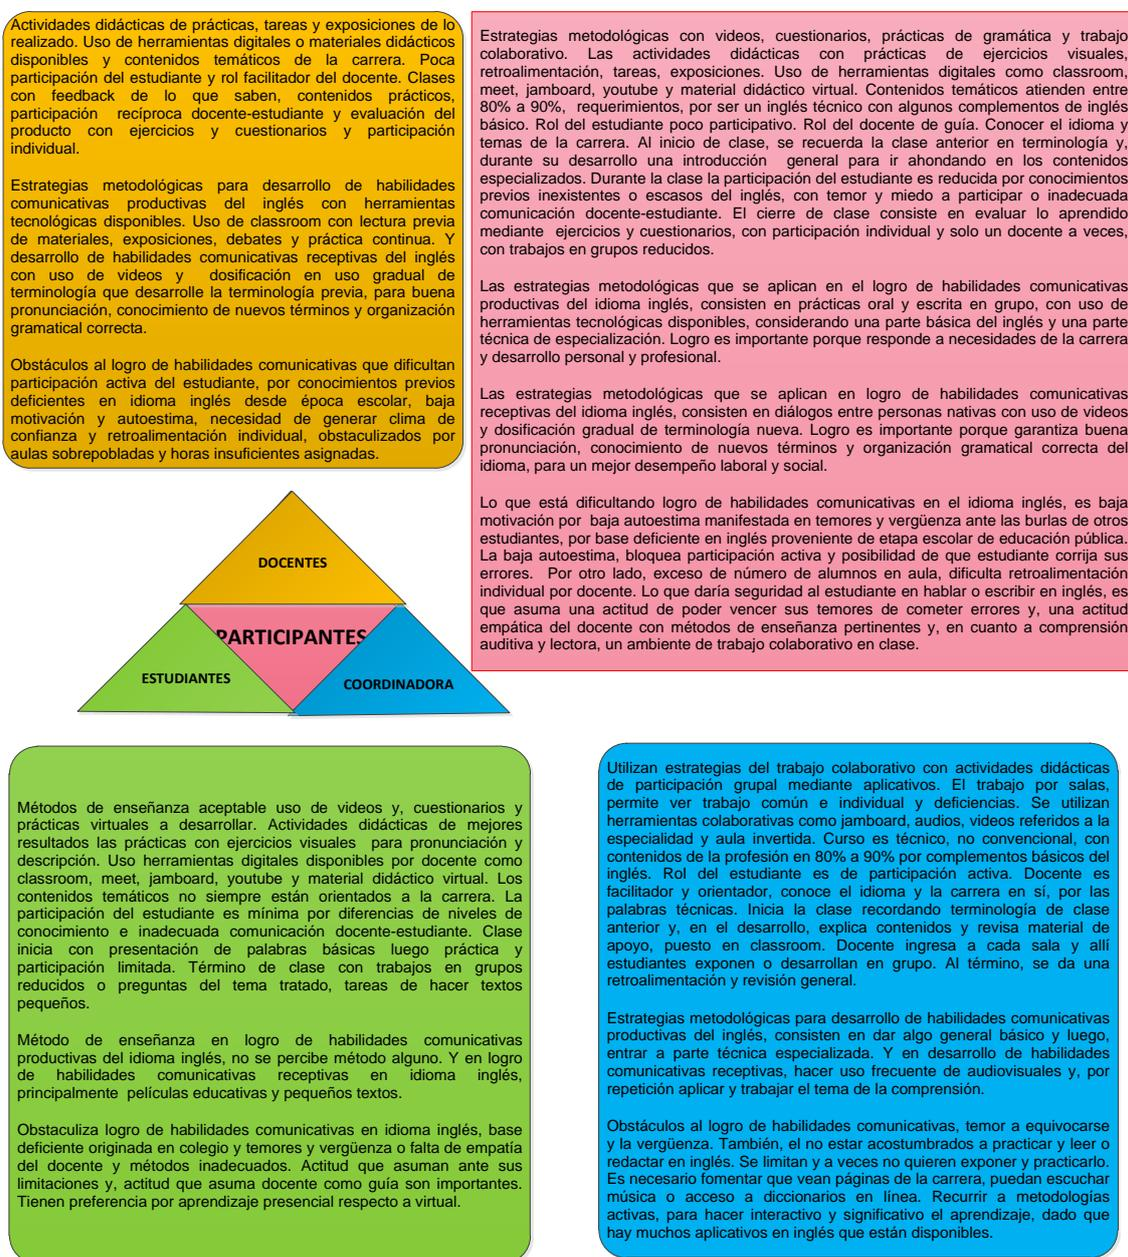 Actividades didácticas de prácticas, tareas y exposiciones de lo
realizado. Uso de herramientas digitales o materiales didácticos
disponibles y contenidos temáticos de la carrera. Poca
participación del estudiante y rol facilitador del docente. Clases
con feedback de lo que saben, contenidos prácticos,
participación recíproca docente-estudiante y evaluación del
producto con ejercicios y cuestionarios y participación
individual.
Estrategias metodológicas para desarrollo de habilidades
comunicativas productivas del inglés con herramientas
tecnológicas disponibles. Uso de classroom con lectura previa
de materiales, exposiciones, debates y práctica continua. Y
desarrollo de habilidades comunicativas receptivas del inglés
con uso de videos y dosificación en uso gradual de
terminología que desarrolle la terminología previa, para buena
pronunciación, conocimiento de nuevos términos y organización
gramatical correcta.
Obstáculos al logro de habilidades comunicativas que dificultan
participación activa del estudiante, por conocimientos previos
deficientes en idioma inglés desde época escolar, baja
motivación y autoestima, necesidad de generar clima de
confianza y retroalimentación individual, obstaculizados por
aulas sobrepobladas y horas insuficientes asignadas.
Estrategias metodológicas con videos, cuestionarios, prácticas de gramática y trabajo
colaborativo. Las actividades didácticas con prácticas de ejercicios visuales,
retroalimentación, tareas, exposiciones. Uso de herramientas digitales como classroom,
meet, jamboard, youtube y material didáctico virtual. Contenidos temáticos atienden entre
80% a 90%, requerimientos, por ser un inglés técnico con algunos complementos de inglés
básico. Rol del estudiante poco participativo. Rol del docente de guía. Conocer el idioma y
temas de la carrera. Al inicio de clase, se recuerda la clase anterior en terminología y,
durante su desarrollo una introducción general para ir ahondando en los contenidos
especializados. Durante la clase la participación del estudiante es reducida por conocimientos
previos inexistentes o escasos del inglés, con temor y miedo a participar o inadecuada
comunicación docente-estudiante. El cierre de clase consiste en evaluar lo aprendido
mediante ejercicios y cuestionarios, con participación individual y solo un docente a veces,
con trabajos en grupos reducidos.
Las estrategias metodológicas que se aplican en el logro de habilidades comunicativas
productivas del idioma inglés, consisten en prácticas oral y escrita en grupo, con uso de
herramientas tecnológicas disponibles, considerando una parte básica del inglés y una parte
técnica de especialización. Logro es importante porque responde a necesidades de la carrera
y desarrollo personal y profesional.
Las estrategias metodológicas que se aplican en logro de habilidades comunicativas
receptivas del idioma inglés, consisten en diálogos entre personas nativas con uso de videos
y dosificación gradual de terminología nueva. Logro es importante porque garantiza buena
pronunciación, conocimiento de nuevos términos y organización gramatical correcta del
idioma, para un mejor desempeño laboral y social.
Lo que está dificultando logro de habilidades comunicativas en el idioma inglés, es baja
motivación por baja autoestima manifestada en temores y vergüenza ante las burlas de otros
estudiantes, por base deficiente en inglés proveniente de etapa escolar de educación pública.
La baja autoestima, bloquea participación activa y posibilidad de que estudiante corrija sus
errores. Por otro lado, exceso de número de alumnos en aula, dificulta retroalimentación
individual por docente. Lo que daría seguridad al estudiante en hablar o escribir en inglés, es
que asuma una actitud de poder vencer sus temores de cometer errores y, una actitud
empática del docente con métodos de enseñanza pertinentes y, en cuanto a comprensión
auditiva y lectora, un ambiente de trabajo colaborativo en clase.
DOCENTES
PARTICIPANTES
ESTUDIANTES
COORDINADORA
Métodos de enseñanza aceptable uso de videos y, cuestionarios y
prácticas virtuales a desarrollar. Actividades didácticas de mejores
resultados las prácticas con ejercicios visuales para pronunciación y
descripción. Uso herramientas digitales disponibles por docente como
classroom, meet, jamboard, youtube y material didáctico virtual. Los
contenidos temáticos no siempre están orientados a la carrera. La
participación del estudiante es mínima por diferencias de niveles de
conocimiento e inadecuada comunicación docente-estudiante. Clase
inicia con presentación de palabras básicas luego práctica y
participación limitada. Término de clase con trabajos en grupos
reducidos o preguntas del tema tratado, tareas de hacer textos
pequeños.
Método de enseñanza en logro de habilidades comunicativas
productivas del idioma inglés, no se percibe método alguno. Y en logro
de habilidades comunicativas receptivas en idioma inglés,
principalmente películas educativas y pequeños textos.
Obstaculiza logro de habilidades comunicativas en idioma inglés, base
deficiente originada en colegio y temores y vergüenza o falta de empatía
del docente y métodos inadecuados. Actitud que asuman ante sus
limitaciones y, actitud que asuma docente como guía son importantes.
Tienen preferencia por aprendizaje presencial respecto a virtual.
Utilizan estrategias del trabajo colaborativo con actividades didácticas
de participación grupal mediante aplicativos. El trabajo por salas,
permite ver trabajo común e individual y deficiencias. Se utilizan
herramientas colaborativas como jamboard, audios, videos referidos a la
especialidad y aula invertida. Curso es técnico, no convencional, con
contenidos de la profesión en 80% a 90% por complementos básicos del
inglés. Rol del estudiante es de participación activa. Docente es
facilitador y orientador, conoce el idioma y la carrera en sí, por las
palabras técnicas. Inicia la clase recordando terminología de clase
anterior y, en el desarrollo, explica contenidos y revisa material de
apoyo, puesto en classroom. Docente ingresa a cada sala y allí
estudiantes exponen o desarrollan en grupo. Al término, se da una
retroalimentación y revisión general.
Estrategias metodológicas para desarrollo de habilidades comunicativas
productivas del inglés, consisten en dar algo general básico y luego,
entrar a parte técnica especializada. Y en desarrollo de habilidades
comunicativas receptivas, hacer uso frecuente de audiovisuales y, por
repetición aplicar y trabajar el tema de la comprensión.
Obstáculos al logro de habilidades comunicativas, temor a equivocarse
y la vergüenza. También, el no estar acostumbrados a practicar y leer o
redactar en inglés. Se limitan y a veces no quieren exponer y practicarlo.
Es necesario fomentar que vean páginas de la carrera, puedan escuchar
música o acceso a diccionarios en línea. Recurrir a metodologías
activas, para hacer interactivo y significativo el aprendizaje, dado que
hay muchos aplicativos en inglés que están disponibles.